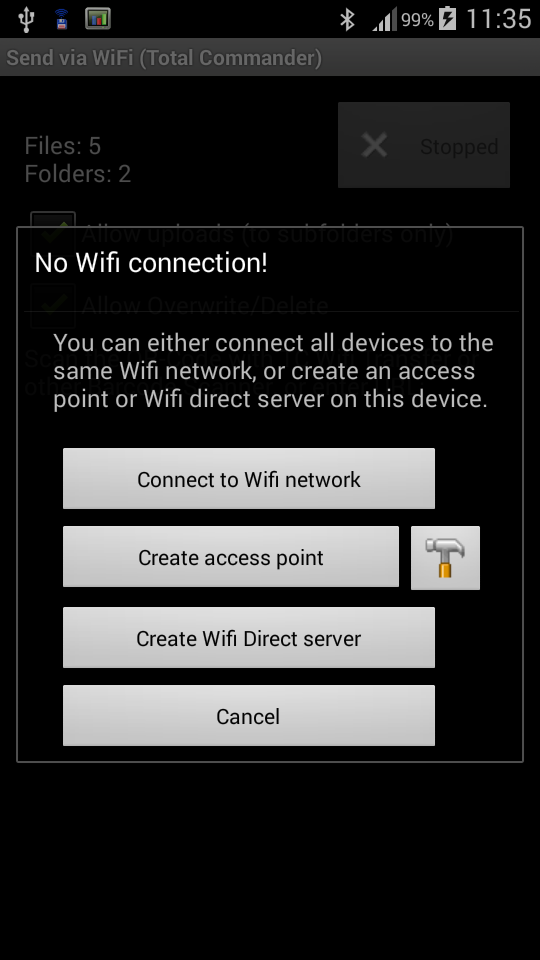 99% 11:35
Send via WiFi (Total Commander)
Files: 5
Folders: 2
Stopped
Allow uploads (to subfolders only)
No Wifi connection!
Allow Overwrite/Delete
You can either connect all devices to the
same Wifi network, or create an access
point or Wifi direct server on this device.
Connect to Wifi network
Create access point
Create Wifi Direct server
Cancel